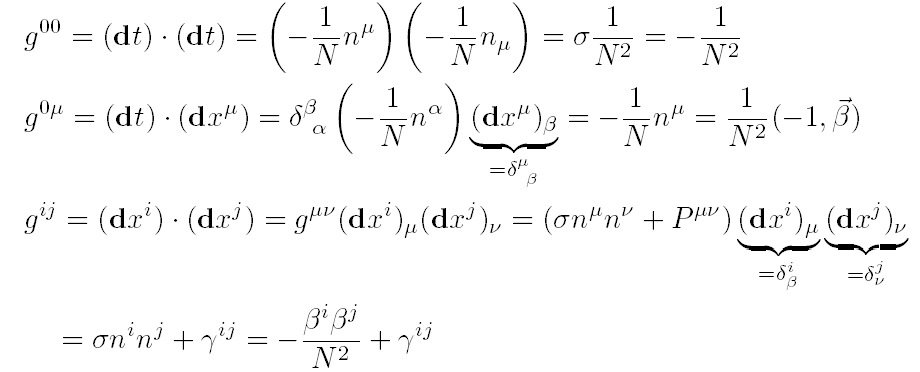 $g^{00} = (\mathbf{d}t) \cdot (\mathbf{d}t) = \left(-\frac{1}{N} n^{\mu}\right) \left(-\frac{1}{N} n_{\mu}\right) = \sigma \frac{1}{N^2} = -\frac{1}{N^2}$
$g^{0\mu} = (\mathbf{d}t) \cdot (\mathbf{d}x^{\mu}) = \delta^{\beta}_{\ \alpha} \left(-\frac{1}{N} n^{\alpha}\right) \underbrace{(\mathbf{d}x^{\mu})_{\beta}}_{=\delta^{\mu}_{\ \beta}} = -\frac{1}{N} n^{\mu} = \frac{1}{N^2} (-1, \vec{\beta})$
$g^{ij} = (\mathbf{d}x^i) \cdot (\mathbf{d}x^j) = g^{\mu\nu} (\mathbf{d}x^i)_{\mu} (\mathbf{d}x^j)_{\nu} = (\sigma n^{\mu} n^{\nu} + P^{\mu\nu}) \underbrace{(\mathbf{d}x^i)_{\mu}}_{=\delta^i_{\beta}} \underbrace{(\mathbf{d}x^j)_{\nu}}_{=\delta^j_{\nu}}$
$= \sigma n^i n^j + \gamma^{ij} = -\frac{\beta^i \beta^j}{N^2} + \gamma^{ij}$